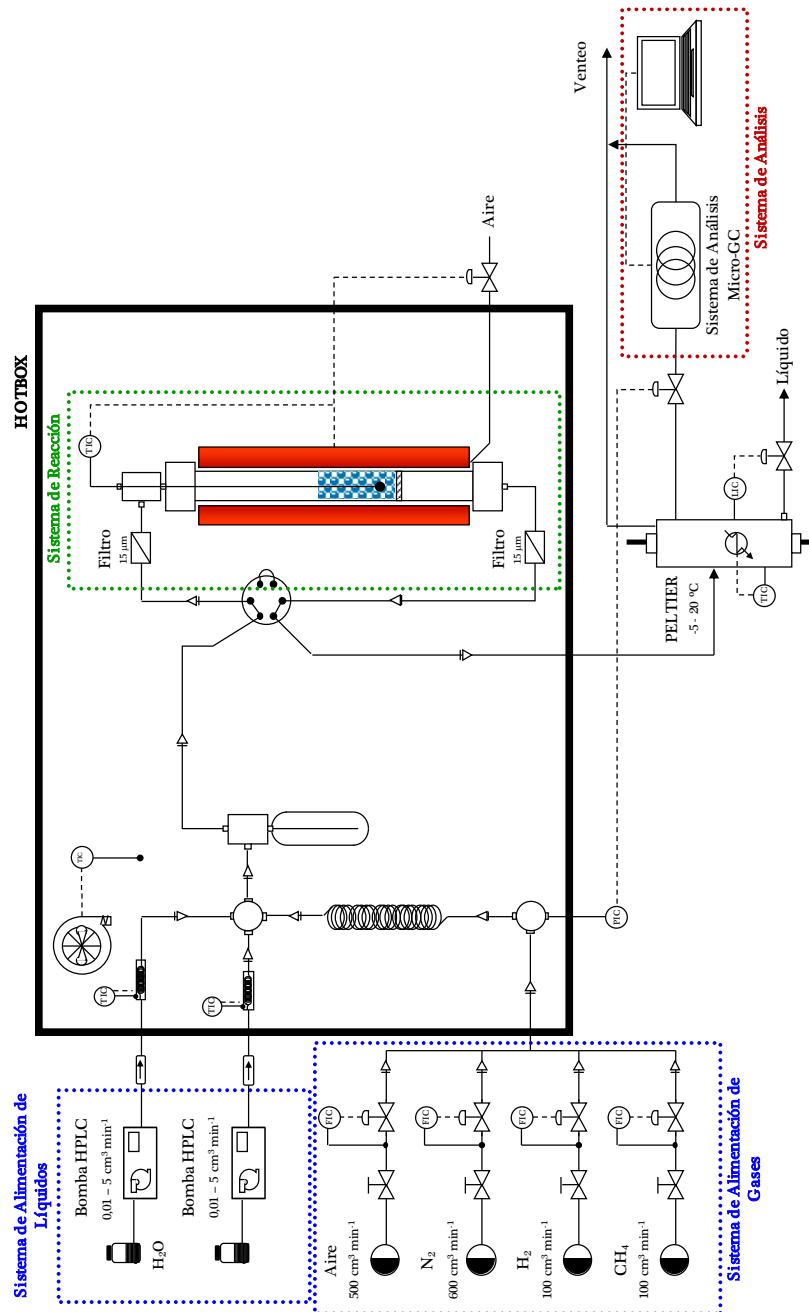 HOTBOX
Sistema de Reacción
TIC
Filtro
15 µm
Filtro
15 µm
Aire
Venteo
Sistema de Análisis
Micro-GC
Sistema de Análisis
Líquido
LIC
TIC
PELTIER
-5 - 20 ºC
TIC
TIC
TIC
PIC
Sistema de Alimentación de
Líquidos
Bomba HPLC
0,01 – 5 cm³ min⁻¹
H₂O
Bomba HPLC
0,01 – 5 cm³ min⁻¹
FIC
Aire
500 cm³ min⁻¹
FIC
N₂
600 cm³ min⁻¹
FIC
H₂
100 cm³ min⁻¹
FIC
CH₄
100 cm³ min⁻¹
Sistema de Alimentación de
Gases